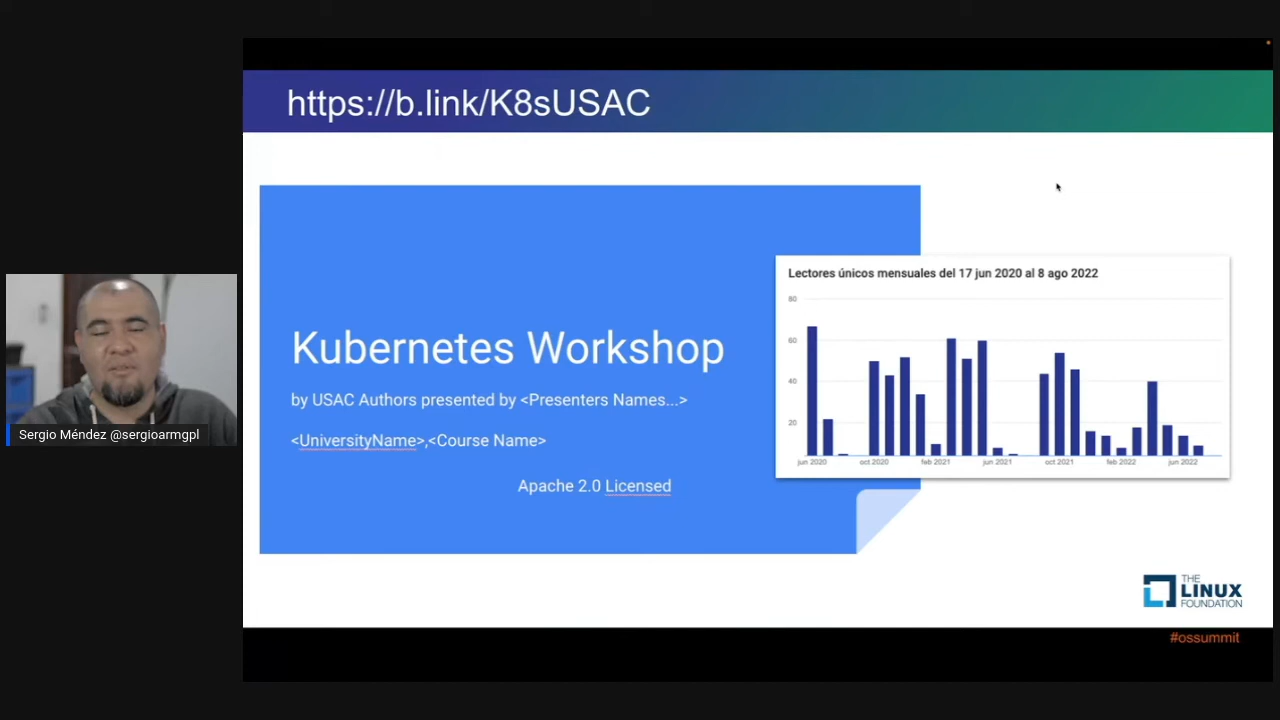 https://b.link/K8sUSAC
Kubernetes Workshop
by USAC Authors presented by <Presenters Names...>
<UniversityName>,<Course Name>
Apache 2.0 Licensed
Lectores únicos mensuales del 17 jun 2020 al 8 ago 2022
80
60
40
20
jun 2020 oct 2020 feb 2021 jun 2021 oct 2021 feb 2022 jun 2022
Sergio Méndez @sergioarmgpl
THE
LINUX
FOUNDATION
#ossummit